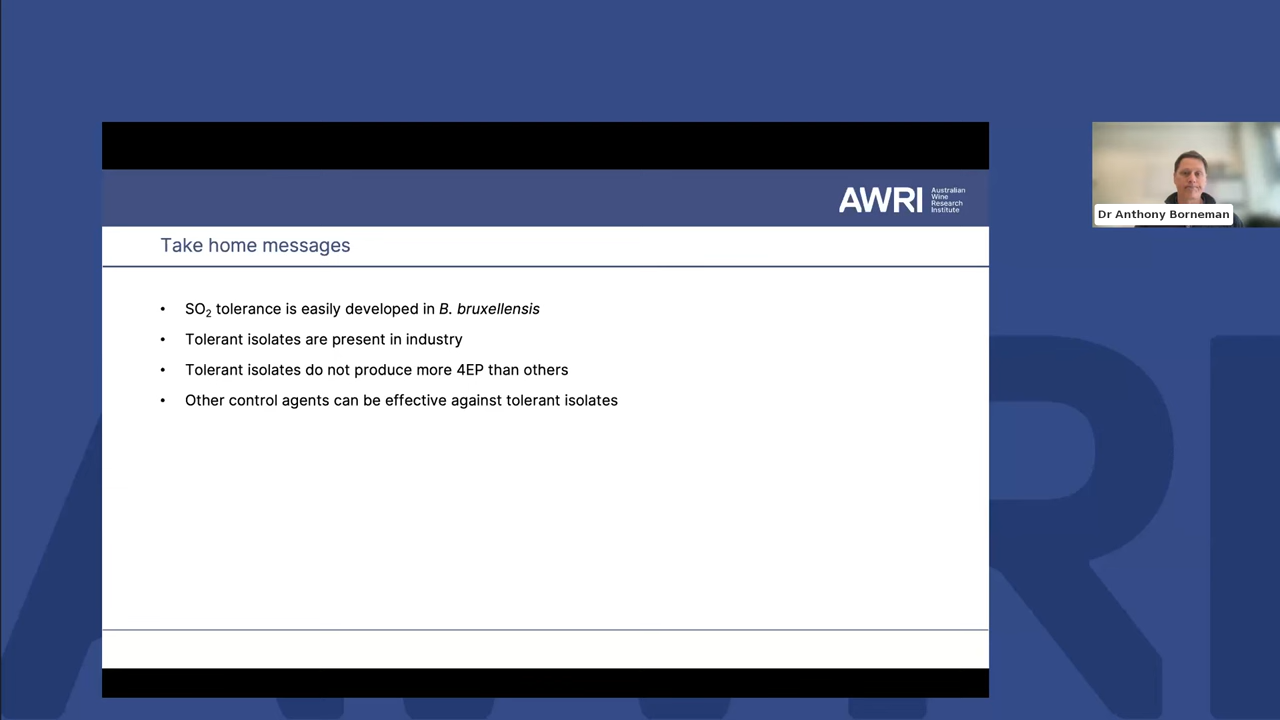 AWRI
Australian
Wine
Research
Institute
Take home messages
• SO₂ tolerance is easily developed in B. bruxellensis
• Tolerant isolates are present in industry
• Tolerant isolates do not produce more 4EP than others
• Other control agents can be effective against tolerant isolates
Dr Anthony Borneman
AWRI